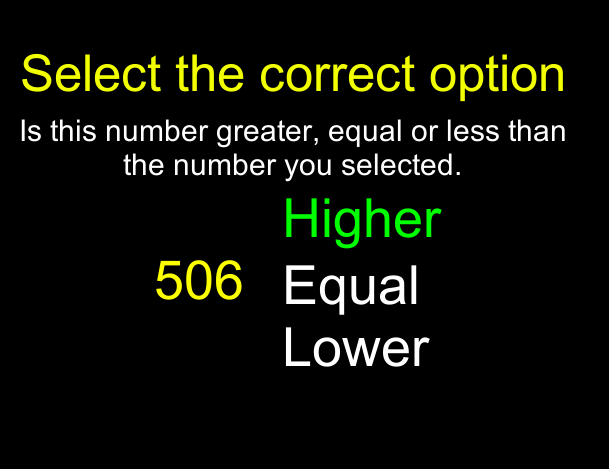 Select the correct option
Is this number greater, equal or less than
the number you selected.
Higher
506
Equal
Lower